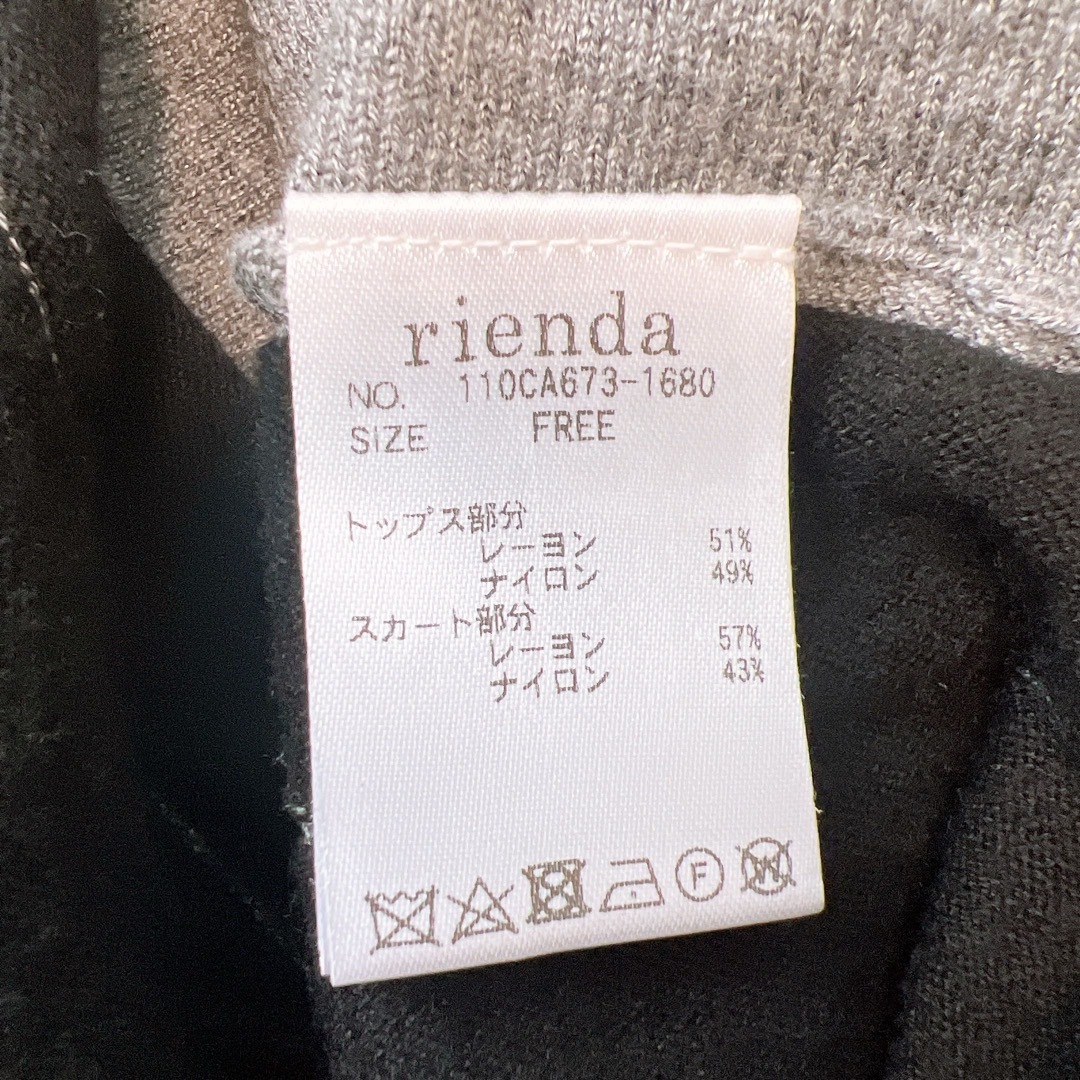 rienda
NO. 110CA673-1680
SIZE FREE
トップス部分
レーヨン 51%
ナイロン 49%
スカート部分
レーヨン 57%
ナイロン 43%
F W